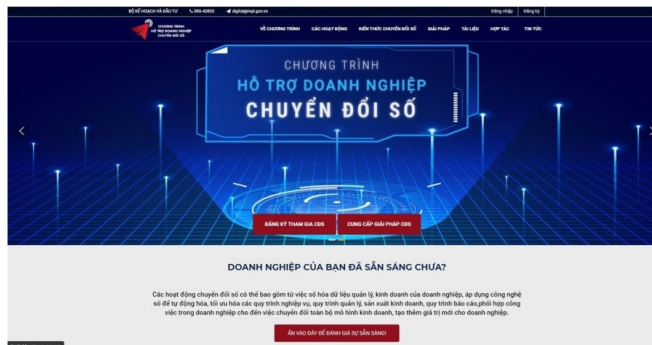 BỘ KẾ HOẠCH VÀ ĐẦU TƯ 080-43853 digital@mpi.gov.vn Đăng nhập Đăng ký
CHƯƠNG TRÌNH
HỖ TRỢ DOANH NGHIỆP
CHUYỂN ĐỔI SỐ
VỀ CHƯƠNG TRÌNH CÁC HOẠT ĐỘNG KIẾN THỨC CHUYỂN ĐỔI SỐ GIẢI PHÁP TÀI LIỆU HỢP TÁC TIN TỨC
CHƯƠNG TRÌNH
HỖ TRỢ DOANH NGHIỆP
CHUYỂN ĐỔI SỐ
ĐĂNG KÝ THAM GIA CĐS CUNG CẤP GIẢI PHÁP CĐS
DOANH NGHIỆP CỦA BẠN ĐÃ SẴN SÀNG CHƯA?
Các hoạt động chuyển đổi số có thể bao gồm từ việc số hóa dữ liệu quản lý, kinh doanh của doanh nghiệp, áp dụng công nghệ
số để tự động hóa, tối ưu hóa các quy trình nghiệp vụ, quy trình quản lý, sản xuất kinh doanh, quy trình báo cáo,phối hợp công
việc trong doanh nghiệp cho đến việc chuyển đổi toàn bộ mô hình kinh doanh, tạo thêm giá trị mới cho doanh nghiệp.
ẤN VÀO ĐÂY ĐỂ ĐÁNH GIÁ SỰ SẴN SÀNG!